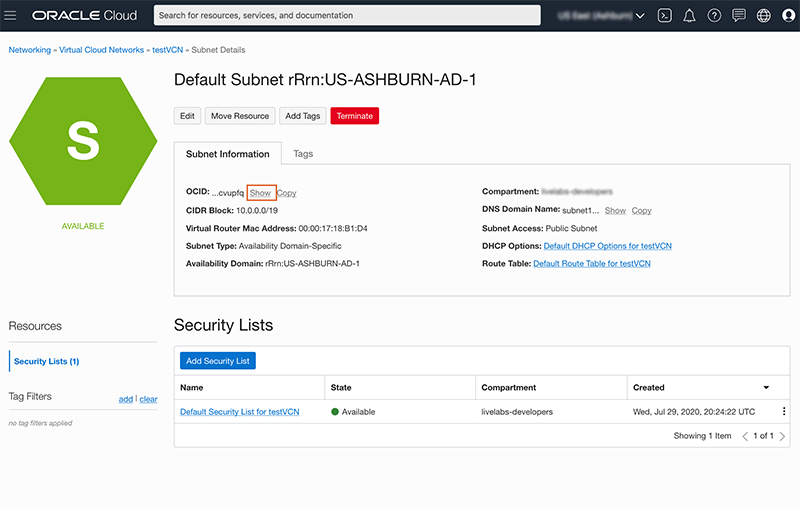 ORACLE Cloud
Search for resources, services, and documentation
US East (Ashburn)
Networking » Virtual Cloud Networks » testVCN » Subnet Details
S
AVAILABLE
Default Subnet rRrn:US-ASHBURN-AD-1
Edit Move Resource Add Tags Terminate
Subnet Information Tags
OCID: ...cvupfq Show Copy
CIDR Block: 10.0.0.0/19
Virtual Router Mac Address: 00:00:17:18:B1:D4
Subnet Type: Availability Domain-Specific
Availability Domain: rRrn:US-ASHBURN-AD-1
Compartment: livelabs-developers
DNS Domain Name: subnet1... Show Copy
Subnet Access: Public Subnet
DHCP Options: Default DHCP Options for testVCN
Route Table: Default Route Table for testVCN
Resources
Security Lists (1)
Tag Filters add | clear
no tag filters applied
Security Lists
Add Security List
Name State Compartment Created
Default Security List for testVCN Available livelabs-developers Wed, Jul 29, 2020, 20:24:22 UTC
Showing 1 Item < 1 of 1 >